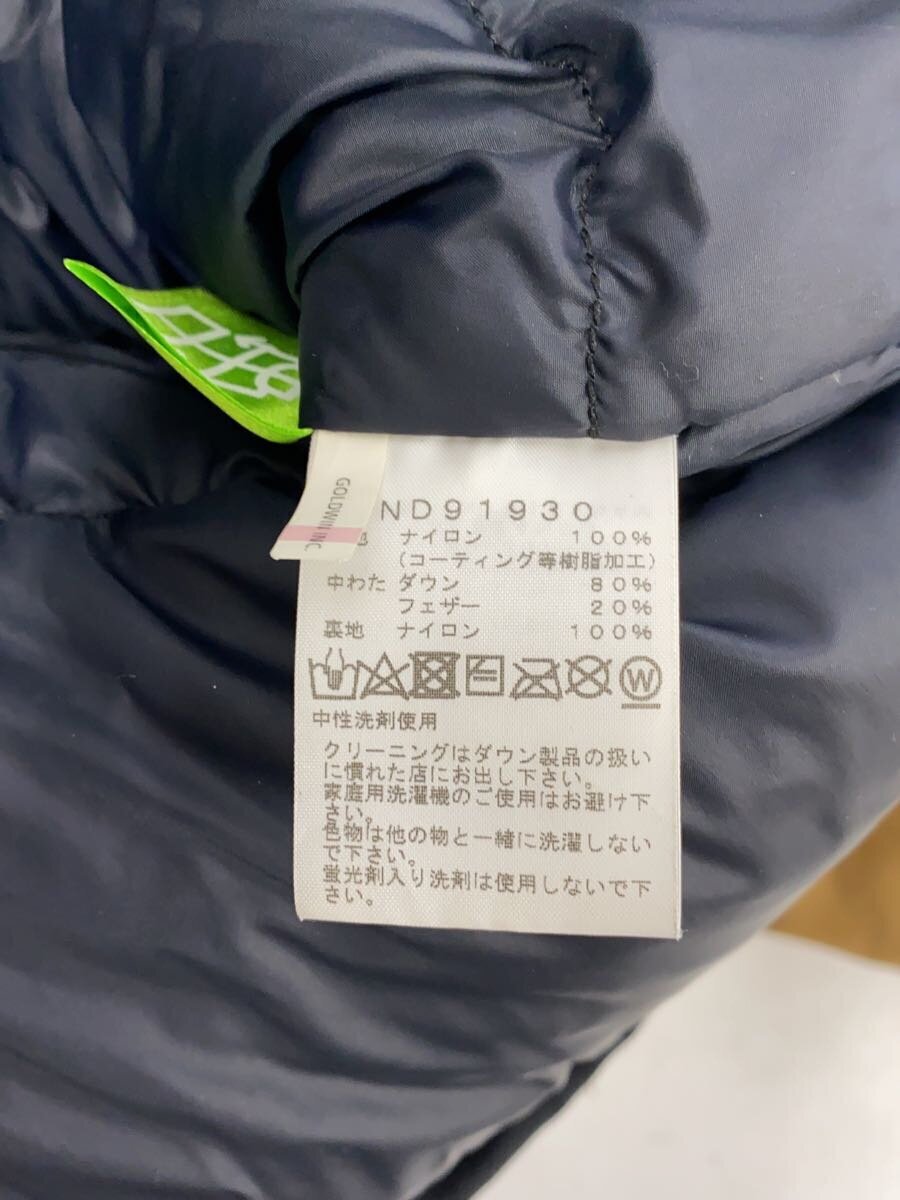 GOLDWIN INC
ND91930
ナイロン 100%
(コーティング等樹脂加工)
中わた ダウン 80%
フェザー 20%
裏地 ナイロン 100%
W
中性洗剤使用
クリーニングはダウン製品の扱い
に慣れた店にお出し下さい。
家庭用洗濯機のご使用はお避け下
さい。
色物は他の物と一緒に洗濯しない
で下さい。
蛍光剤入り洗剤は使用しないで下
さい。